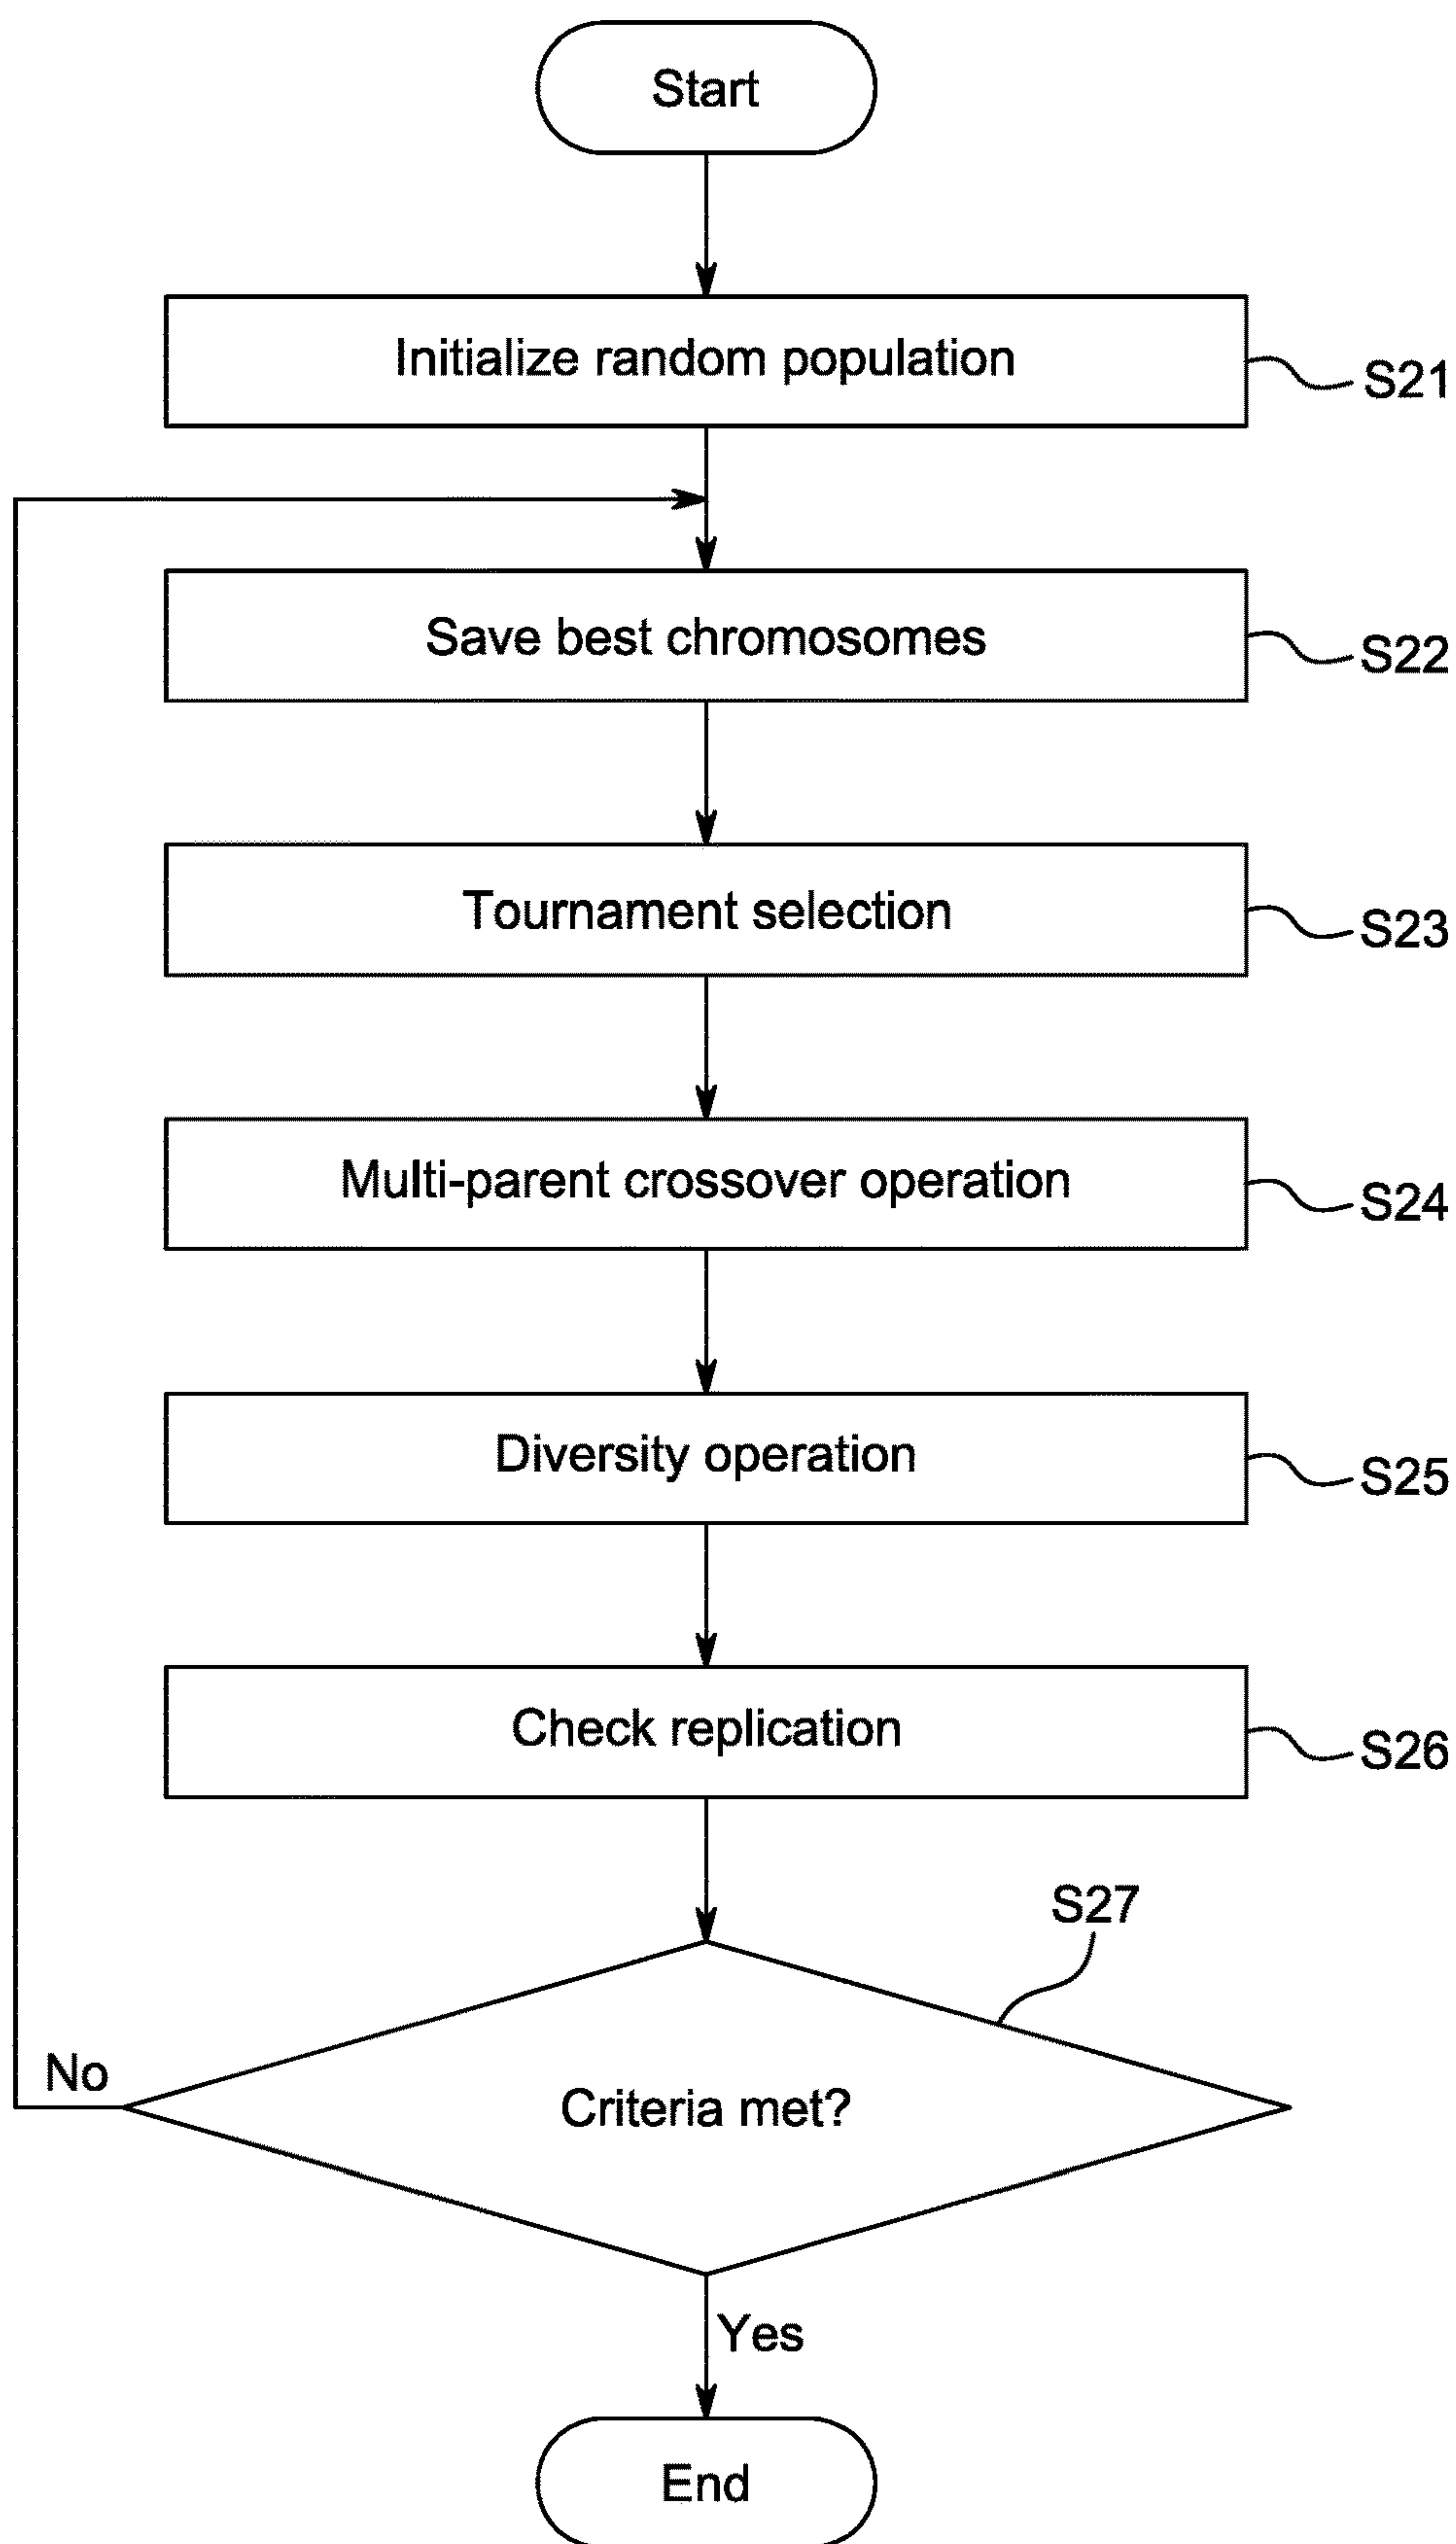 Start
Initialize random population
S21
Save best chromosomes
S22
Tournament selection
S23
Multi-parent crossover operation
S24
Diversity operation
S25
Check replication
S26
S27
Criteria met?
No
Yes
End